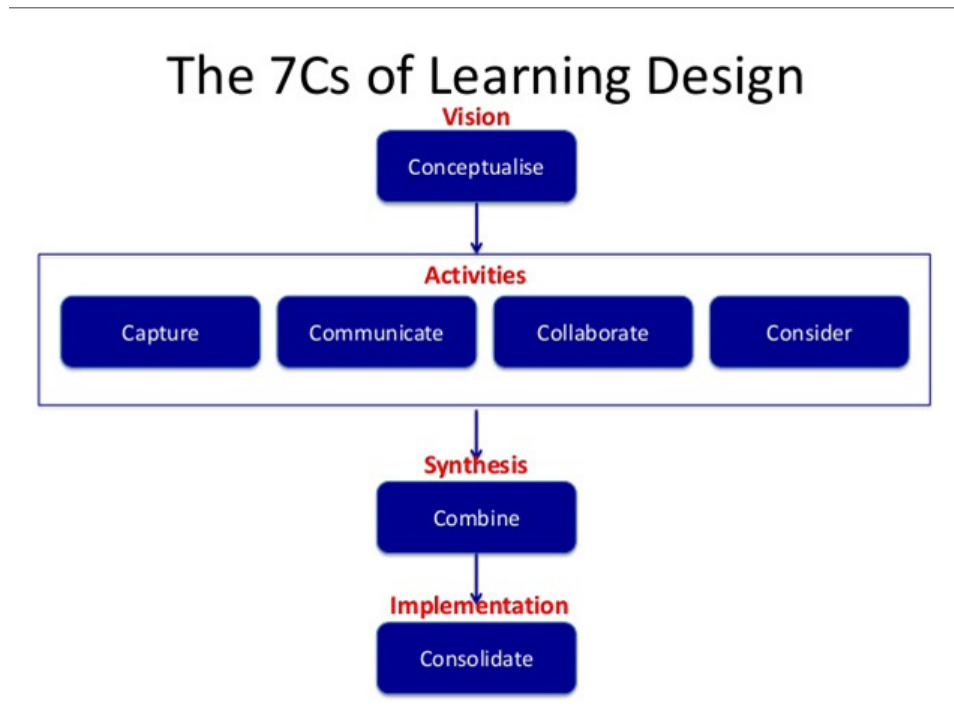 The 7Cs of Learning Design
Vision
Conceptualise
Activities
Capture
Communicate
Collaborate
Consider
Synthesis
Combine
Implementation
Consolidate